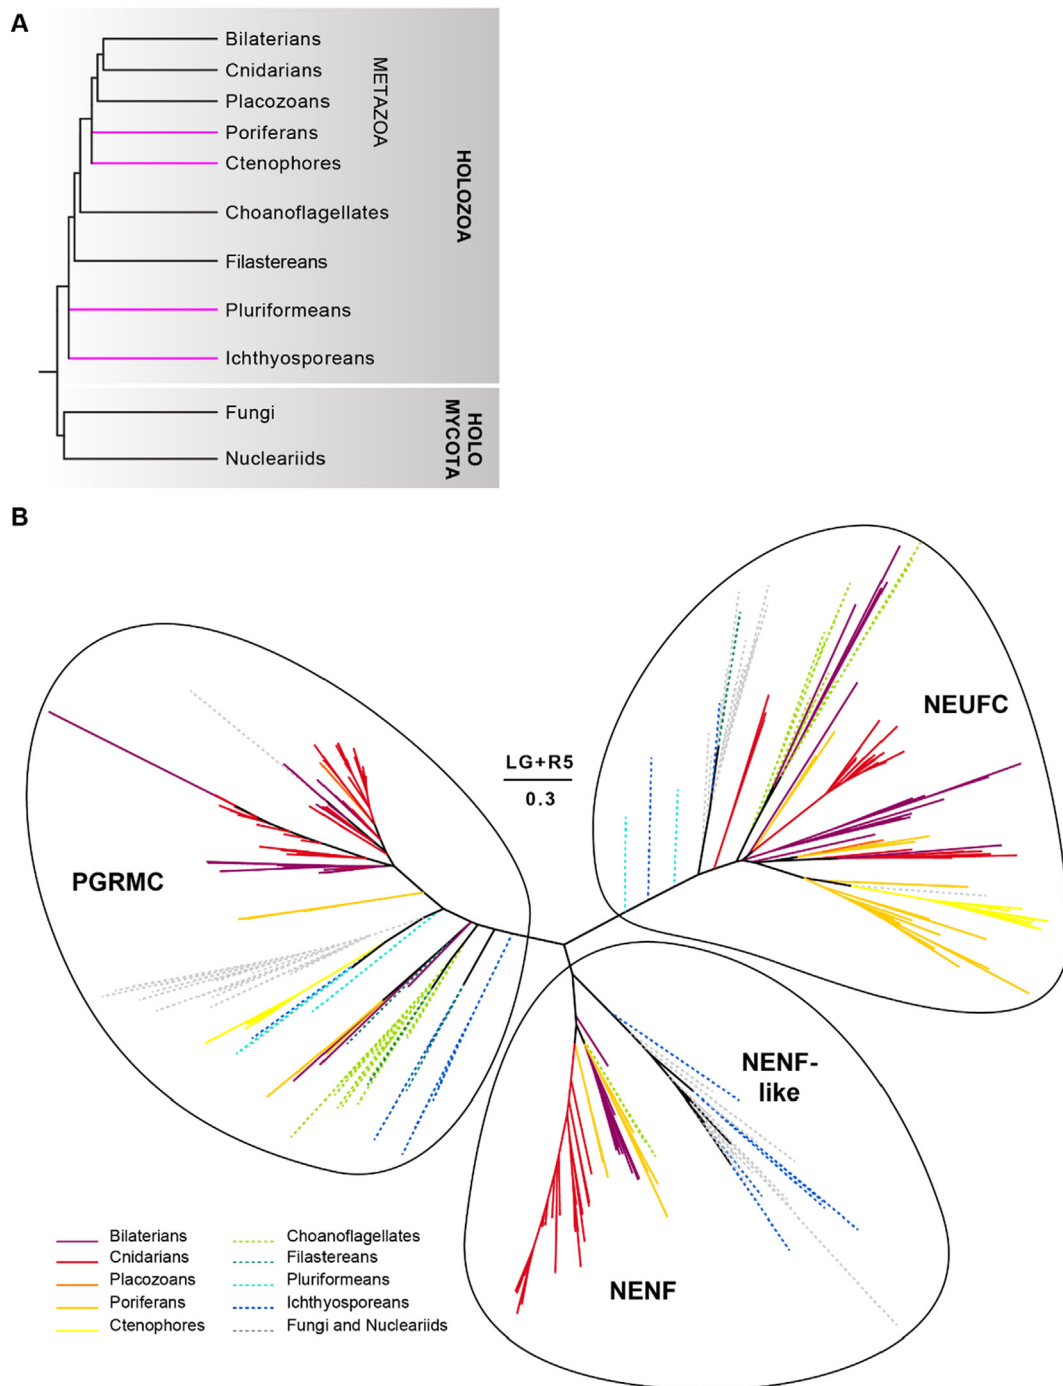 A
Bilaterians
Cnidarians
Placozoans
Poriferans
Ctenophores
Choanoflagellates
Filastereans
Pluriformeans
Ichthyosporeans
Fungi
Nucleariids
METAZOA
HOLOZOA
HOLO
MYCOTA
B
PGRMC
LG+R5
0.3
NEUFC
NENF-
like
NENF
Bilaterians
Cnidarians
Placozoans
Poriferans
Ctenophores
Choanoflagellates
Filastereans
Pluriformeans
Ichthyosporeans
Fungi and Nucleariids